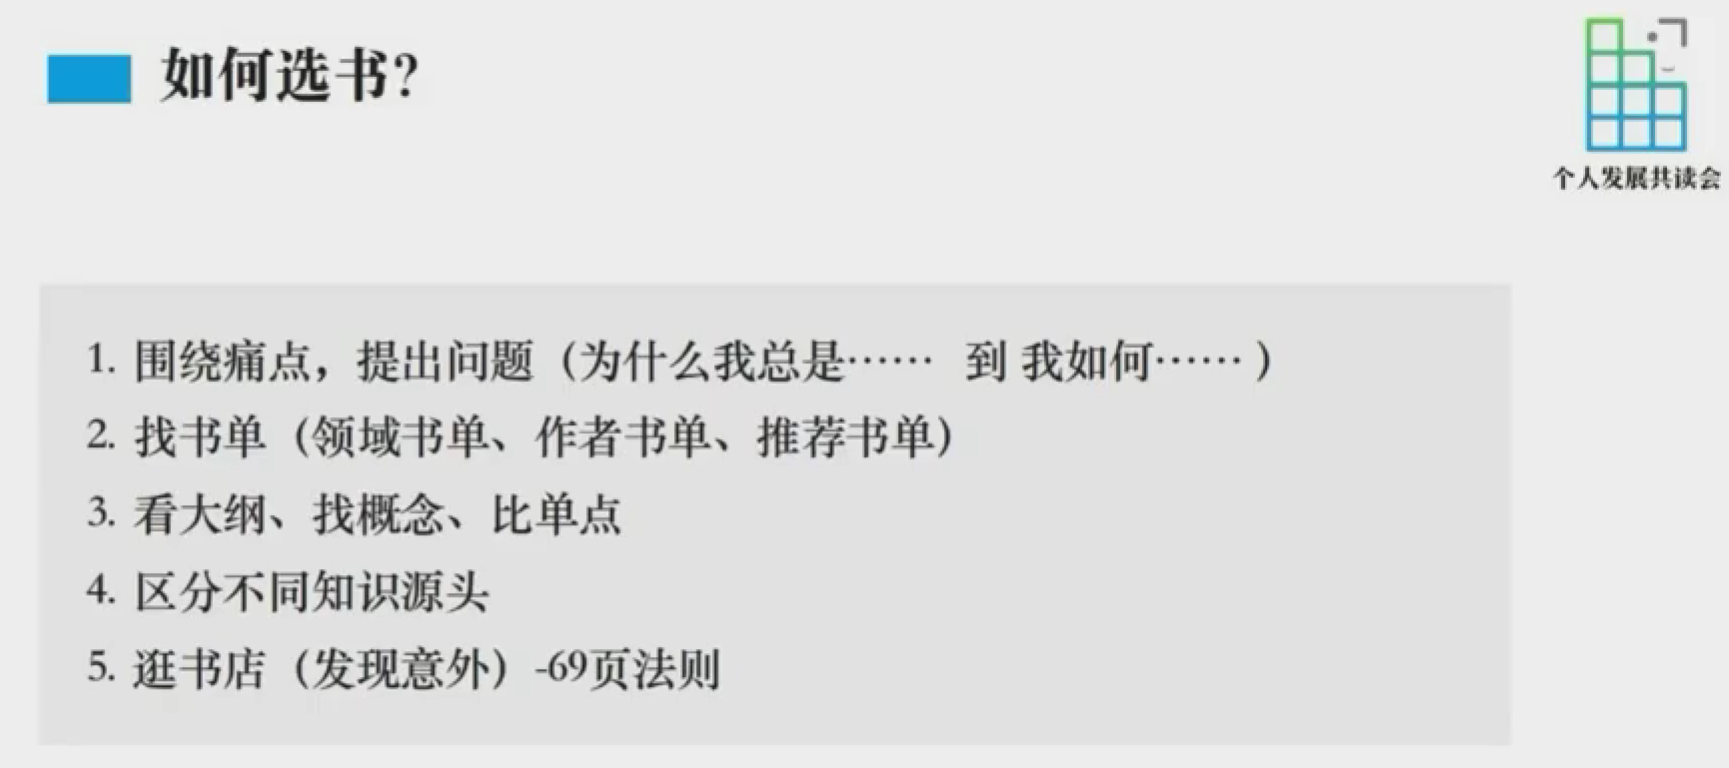 如何选书?
个人发展共读会
1. 围绕痛点，提出问题（为什么我总是…… 到 我如何……）
2. 找书单（领域书单、作者书单、推荐书单）
3. 看大纲、找概念、比单点
4. 区分不同知识源头
5. 逛书店（发现意外）-69页法则